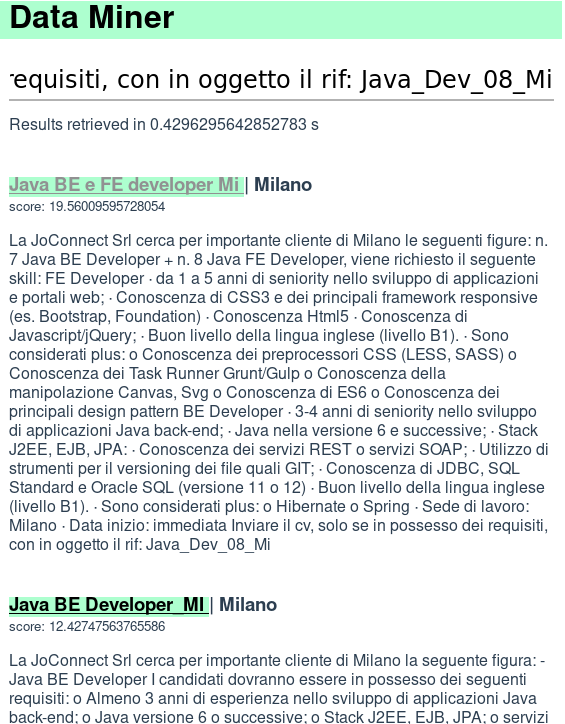 Data Miner
requisiti, con in oggetto il rif: Java_Dev_08_Mi
Results retrieved in 0.4296295642852783 s
Java BE e FE developer Mi | Milano
score: 19.56009595728054
La JoConnect Srl cerca per importante cliente di Milano le seguenti figure: n.
7 Java BE Developer + n. 8 Java FE Developer, viene richiesto il seguente
skill: FE Developer · da 1 a 5 anni di seniority nello sviluppo di applicazioni
e portali web; · Conoscenza di CSS3 e dei principali framework responsive
(es. Bootstrap, Foundation) · Conoscenza Html5 · Conoscenza di
Javascript/jQuery; · Buon livello della lingua inglese (livello B1). · Sono
considerati plus: o Conoscenza dei preprocessori CSS (LESS, SASS) o
Conoscenza dei Task Runner Grunt/Gulp o Conoscenza della
manipolazione Canvas, Svg o Conoscenza di ES6 o Conoscenza dei
principali design pattern BE Developer · 3-4 anni di seniority nello sviluppo
di applicazioni Java back-end; · Java nella versione 6 e successive; · Stack
J2EE, EJB, JPA: · Conoscenza dei servizi REST o servizi SOAP; · Utilizzo di
strumenti per il versioning dei file quali GIT; · Conoscenza di JDBC, SQL
Standard e Oracle SQL (versione 11 o 12) · Buon livello della lingua inglese
(livello B1). · Sono considerati plus: o Hibernate o Spring · Sede di lavoro:
Milano · Data inizio: immediata Inviare il cv, solo se in possesso dei requisiti,
con in oggetto il rif: Java_Dev_08_Mi
Java BE Developer_MI | Milano
score: 12.42747563765586
La JoConnect Srl cerca per importante cliente di Milano la seguente figura: -
Java BE Developer I candidati dovranno essere in possesso dei seguenti
requisiti: o Almeno 3 anni di esperienza nello sviluppo di applicazioni Java
back-end; o Java versione 6 o successive; o Stack J2EE, EJB, JPA; o servizi